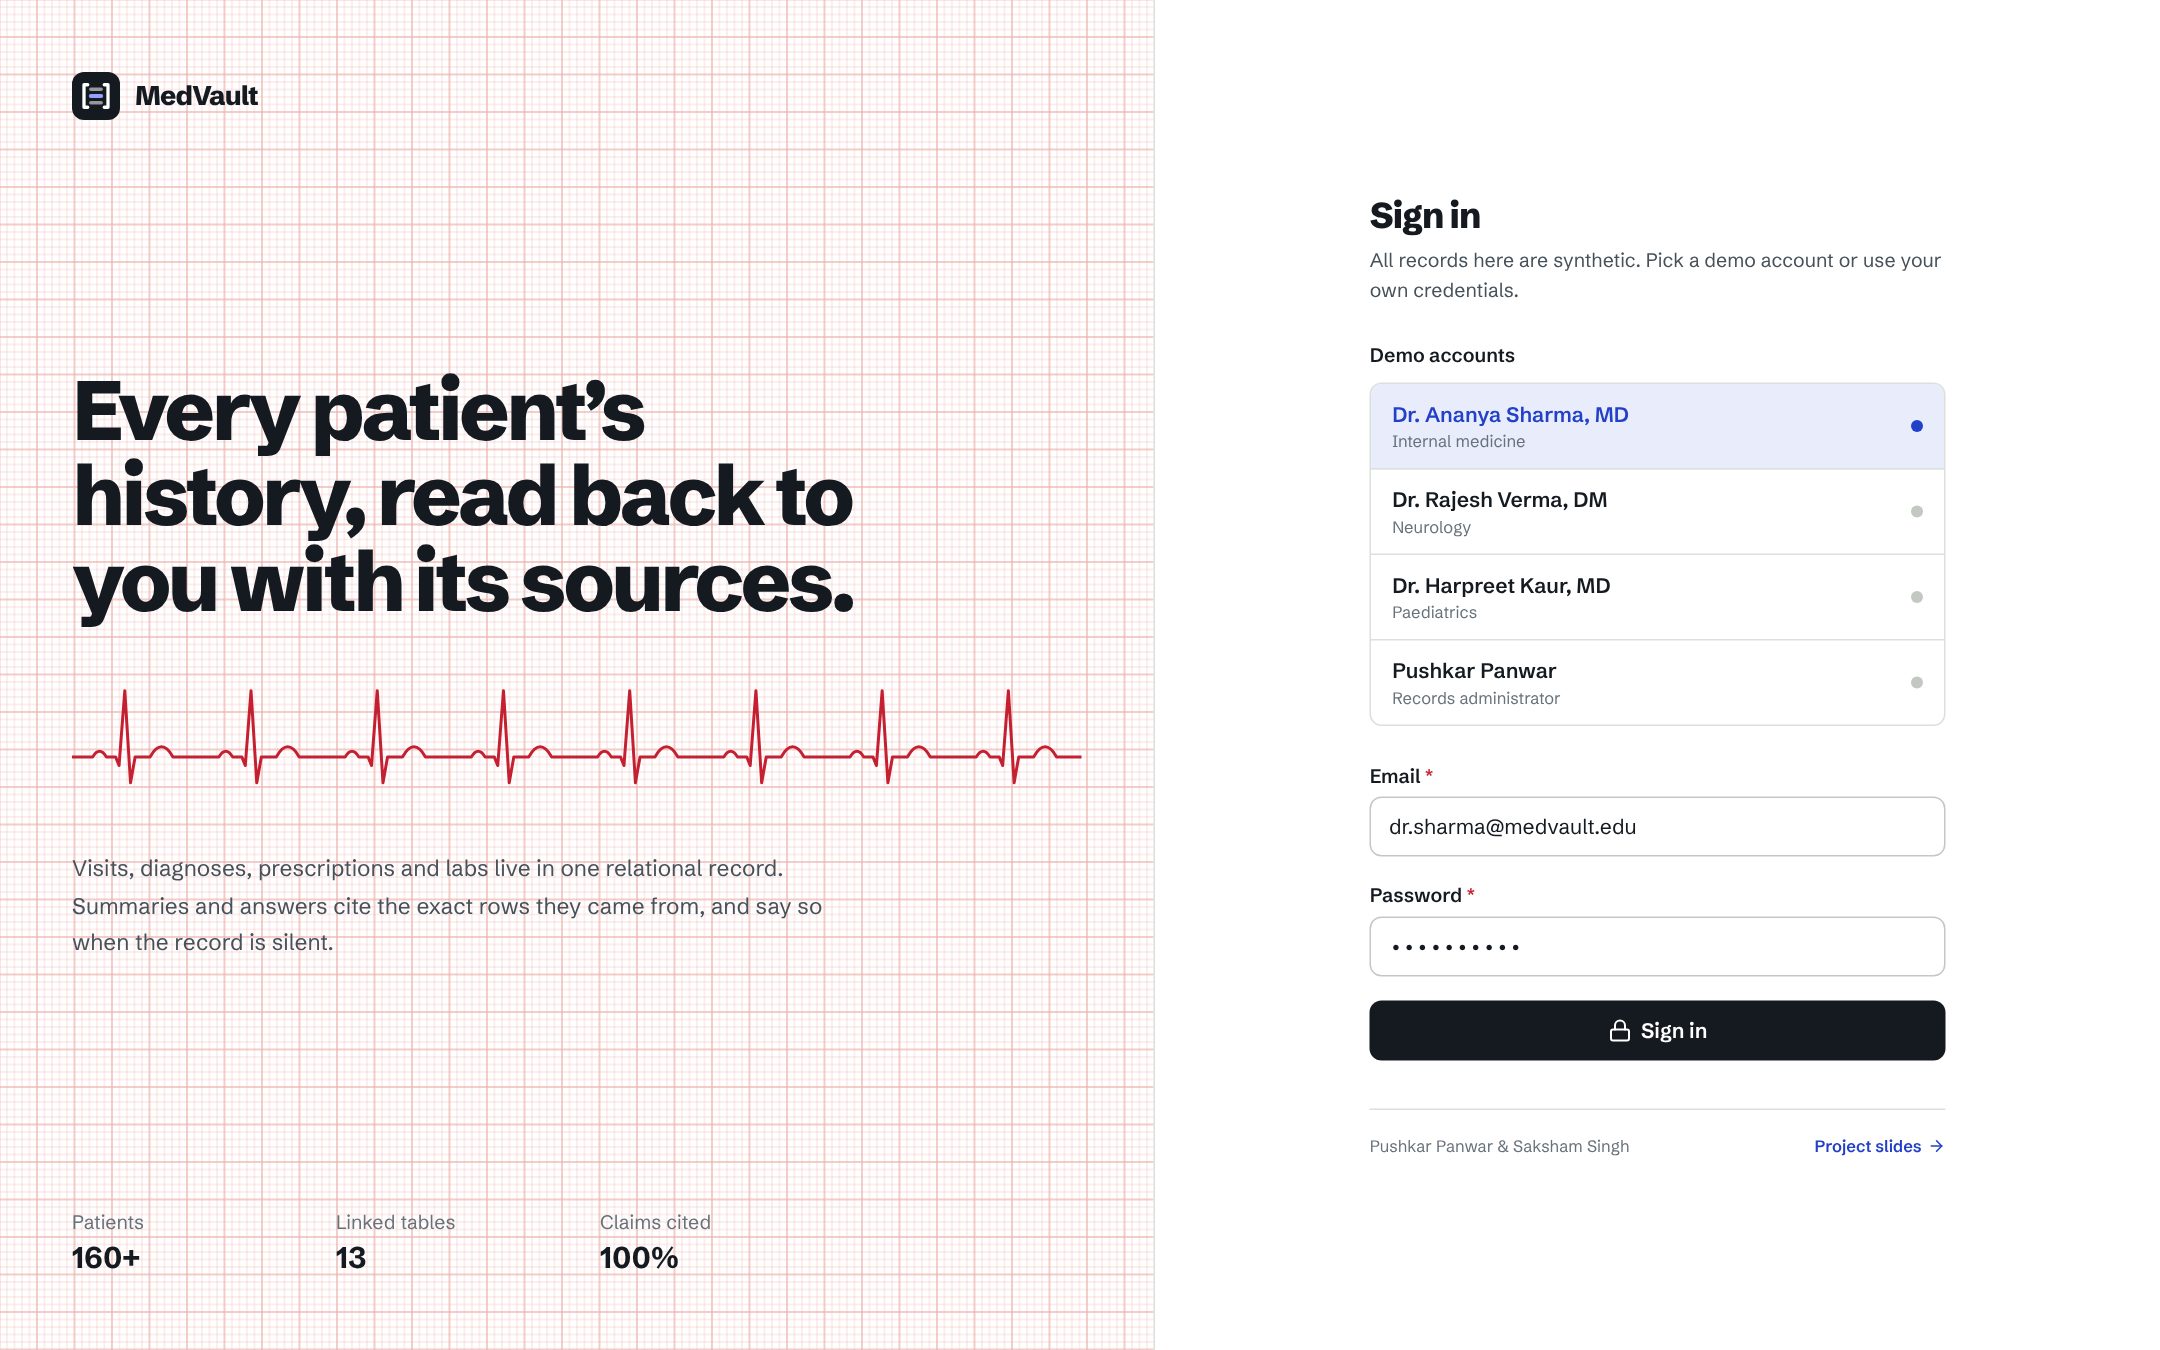 MedVault
Every patient’s
history, read back to
you with its sources.
Visits, diagnoses, prescriptions and labs live in one relational record.
Summaries and answers cite the exact rows they came from, and say so
when the record is silent.
Patients
160+
Linked tables
13
Claims cited
100%
Sign in
All records here are synthetic. Pick a demo account or use your
own credentials.
Demo accounts
Dr. Ananya Sharma, MD
Internal medicine
Dr. Rajesh Verma, DM
Neurology
Dr. Harpreet Kaur, MD
Paediatrics
Pushkar Panwar
Records administrator
Email *
dr.sharma@medvault.edu
Password *
••••••••••
Sign in
Pushkar Panwar & Saksham Singh
Project slides →